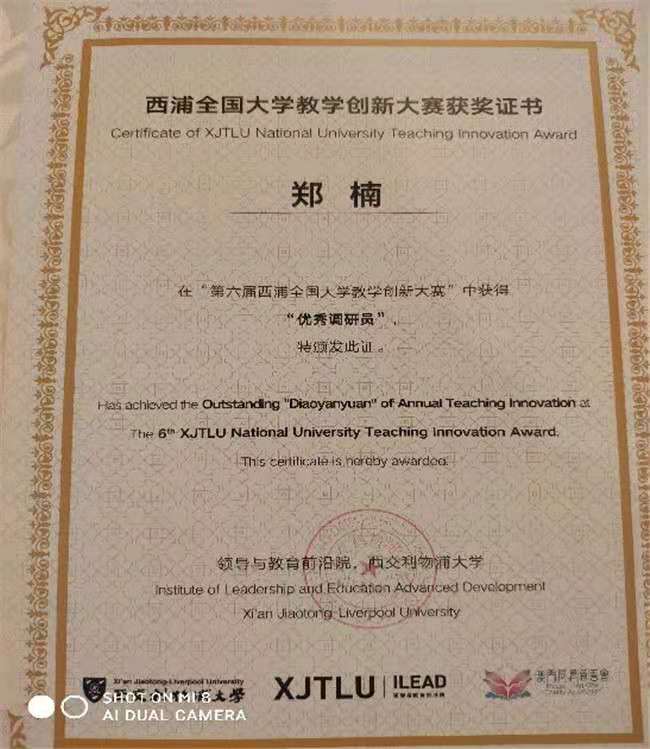 西浦全国大学教学创新大赛获奖证书
Certificate of XJTLU National University Teaching Innovation Award
郑 楠
在“第六届西浦全国大学教学创新大赛”中获得
“优秀调研员”，
特颁发此证。
Has achieved the Outstanding "Diaoyanyuan" of Annual Teaching Innovation at
The 6th XJTLU National University Teaching Innovation Award.
This certificate is hereby awarded.
领导与教育前沿院，西交利物浦大学
Institute of Leadership and Education Advanced Development
Xi'an Jiaotong-Liverpool University
Xi'an Jiaotong-Liverpool University
XJTLU ILEAD
SHOT ON MI 8
AI DUAL CAMERA